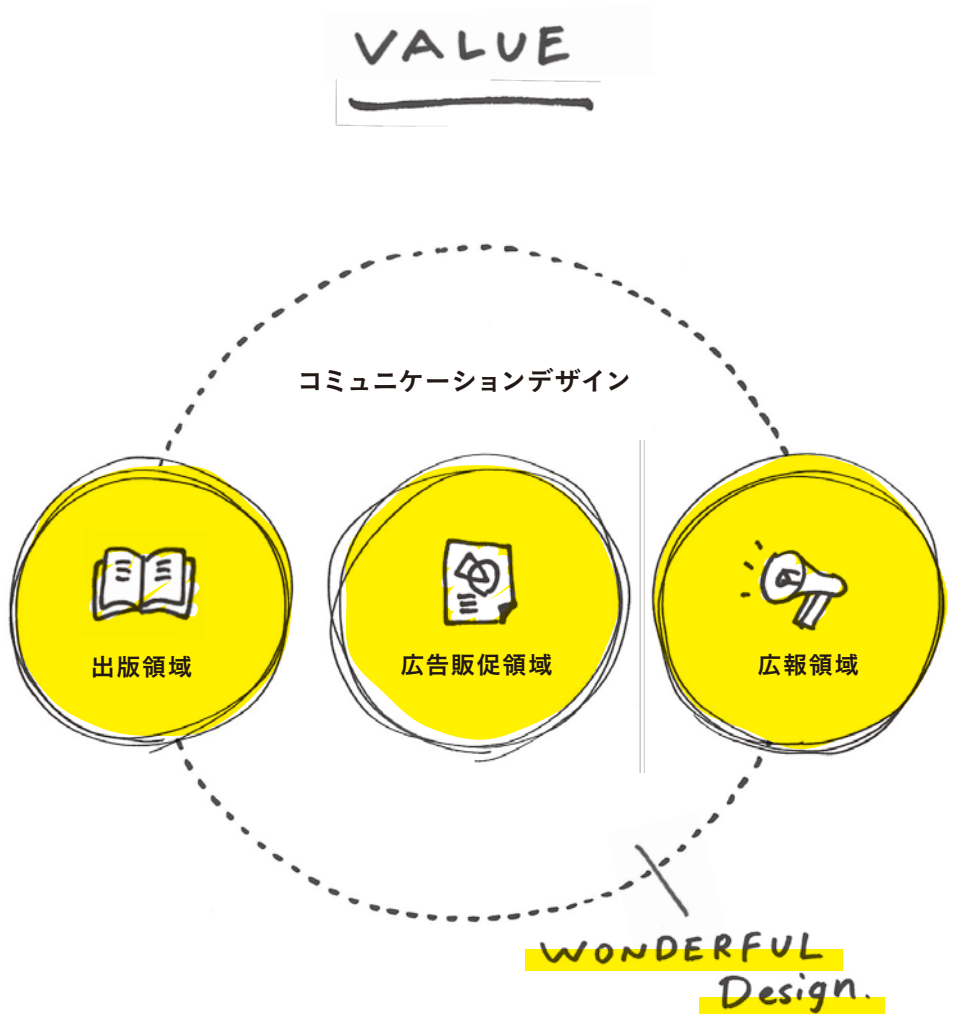 VALUE
コミュニケーションデザイン
出版領域
広告販促領域
広報領域
WONDERFUL
Design.